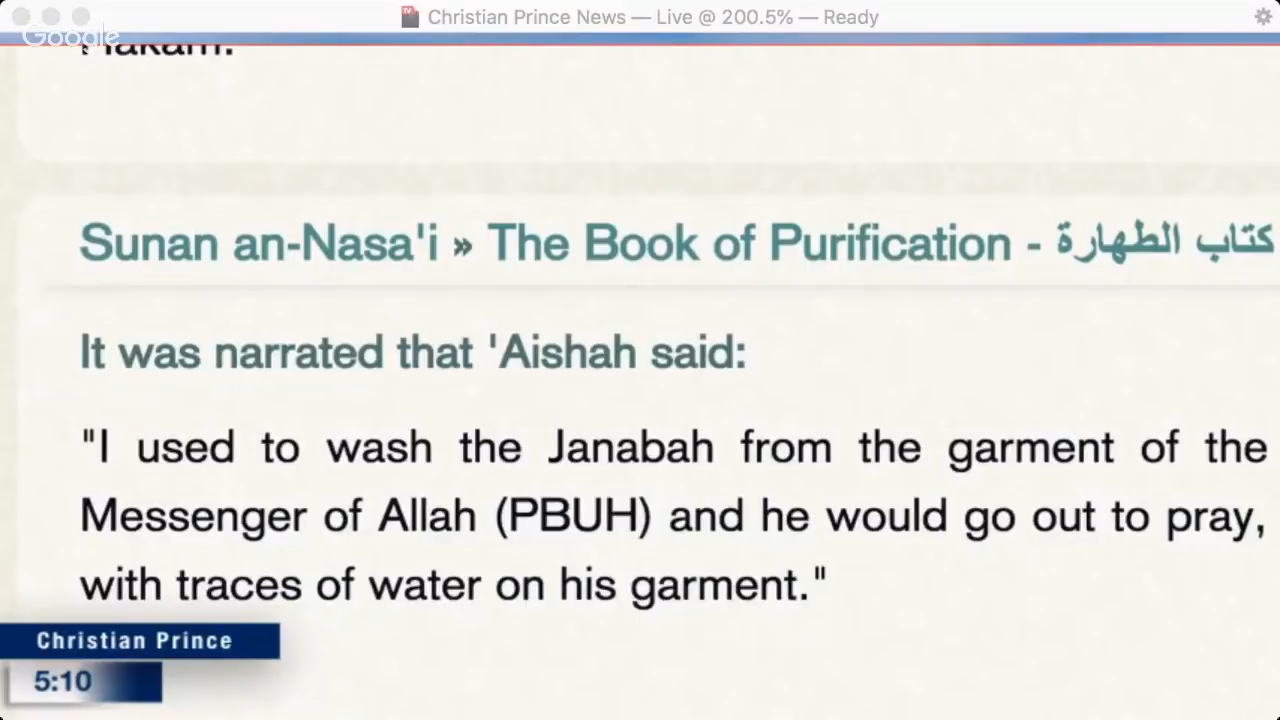 Christian Prince News — Live @ 200.5% — Ready
Google
Hakam.
Sunan an-Nasa'i » The Book of Purification - كتاب الطهارة
It was narrated that 'Aishah said:
"I used to wash the Janabah from the garment of the
Messenger of Allah (PBUH) and he would go out to pray,
with traces of water on his garment."
Christian Prince
5:10